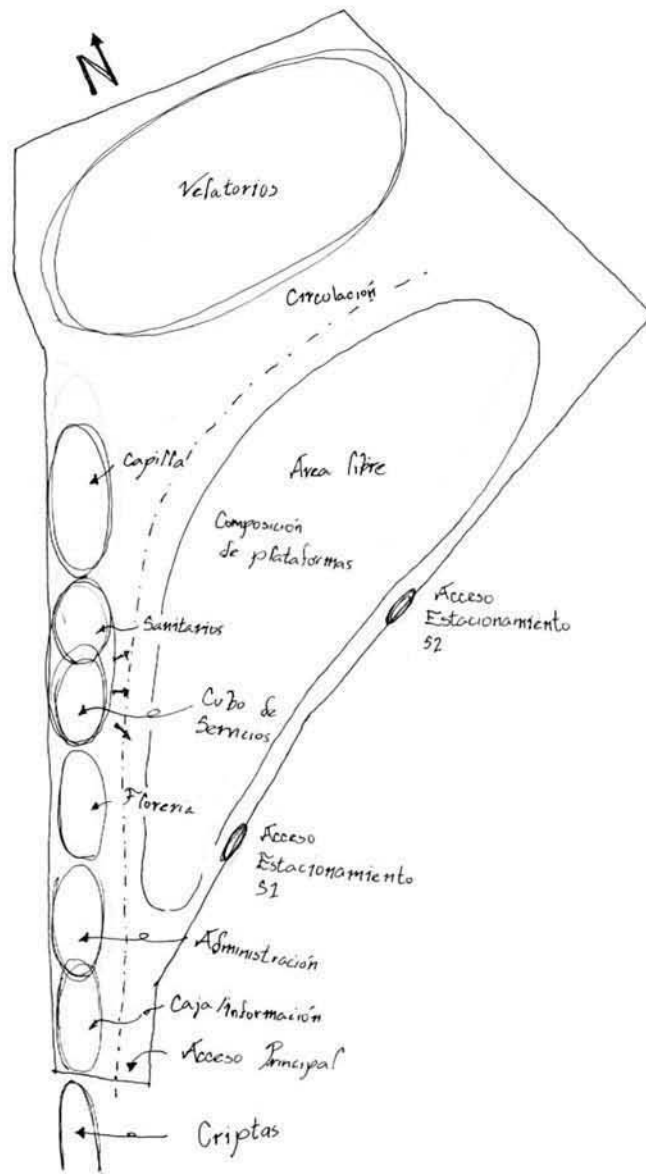 N
Velatorios
Circulación
Capilla
Area libre
Composición
de plataformas
Acceso
Estacionamiento
S2
Sanitarios
Cubo de
Servicios
Florería
Acceso
Estacionamiento
S1
Administración
Caja/información
Acceso Principal
Criptas